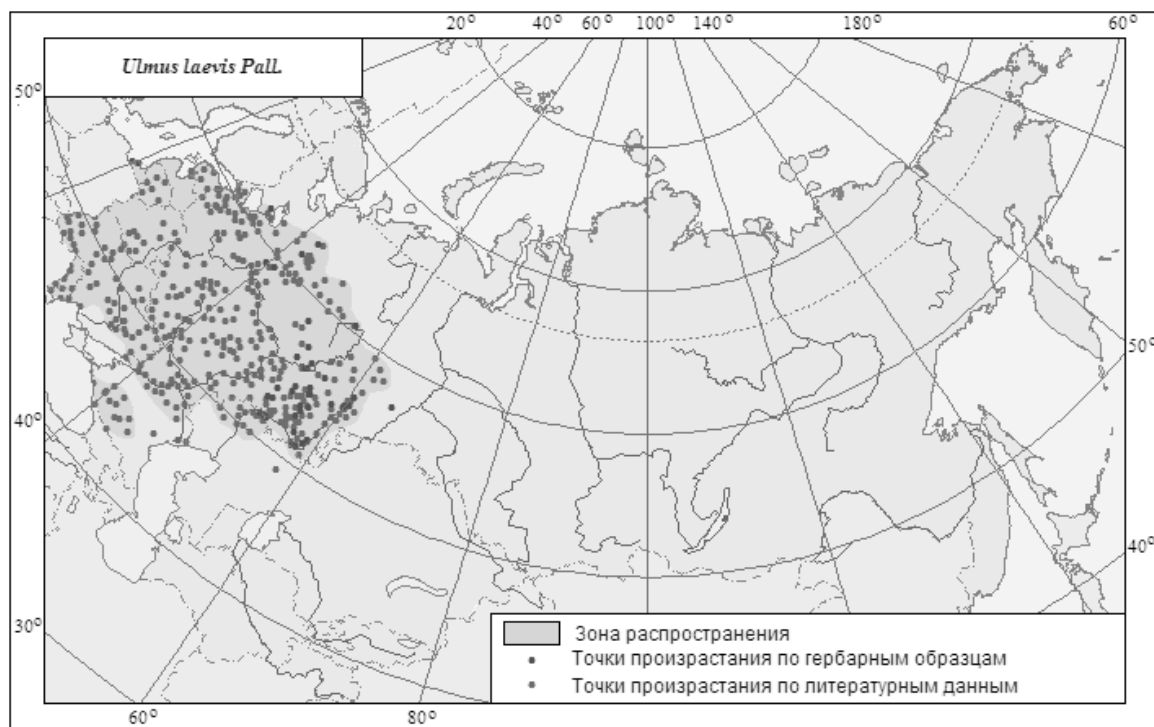 20° 40° 60° 100° 140° 180° 60°
Ulmus laevis Pall.
50°
50°
40°
40°
30°
Зона распространения
Точки произрастания по гербарным образцам
Точки произрастания по литературным данным
60° 80°